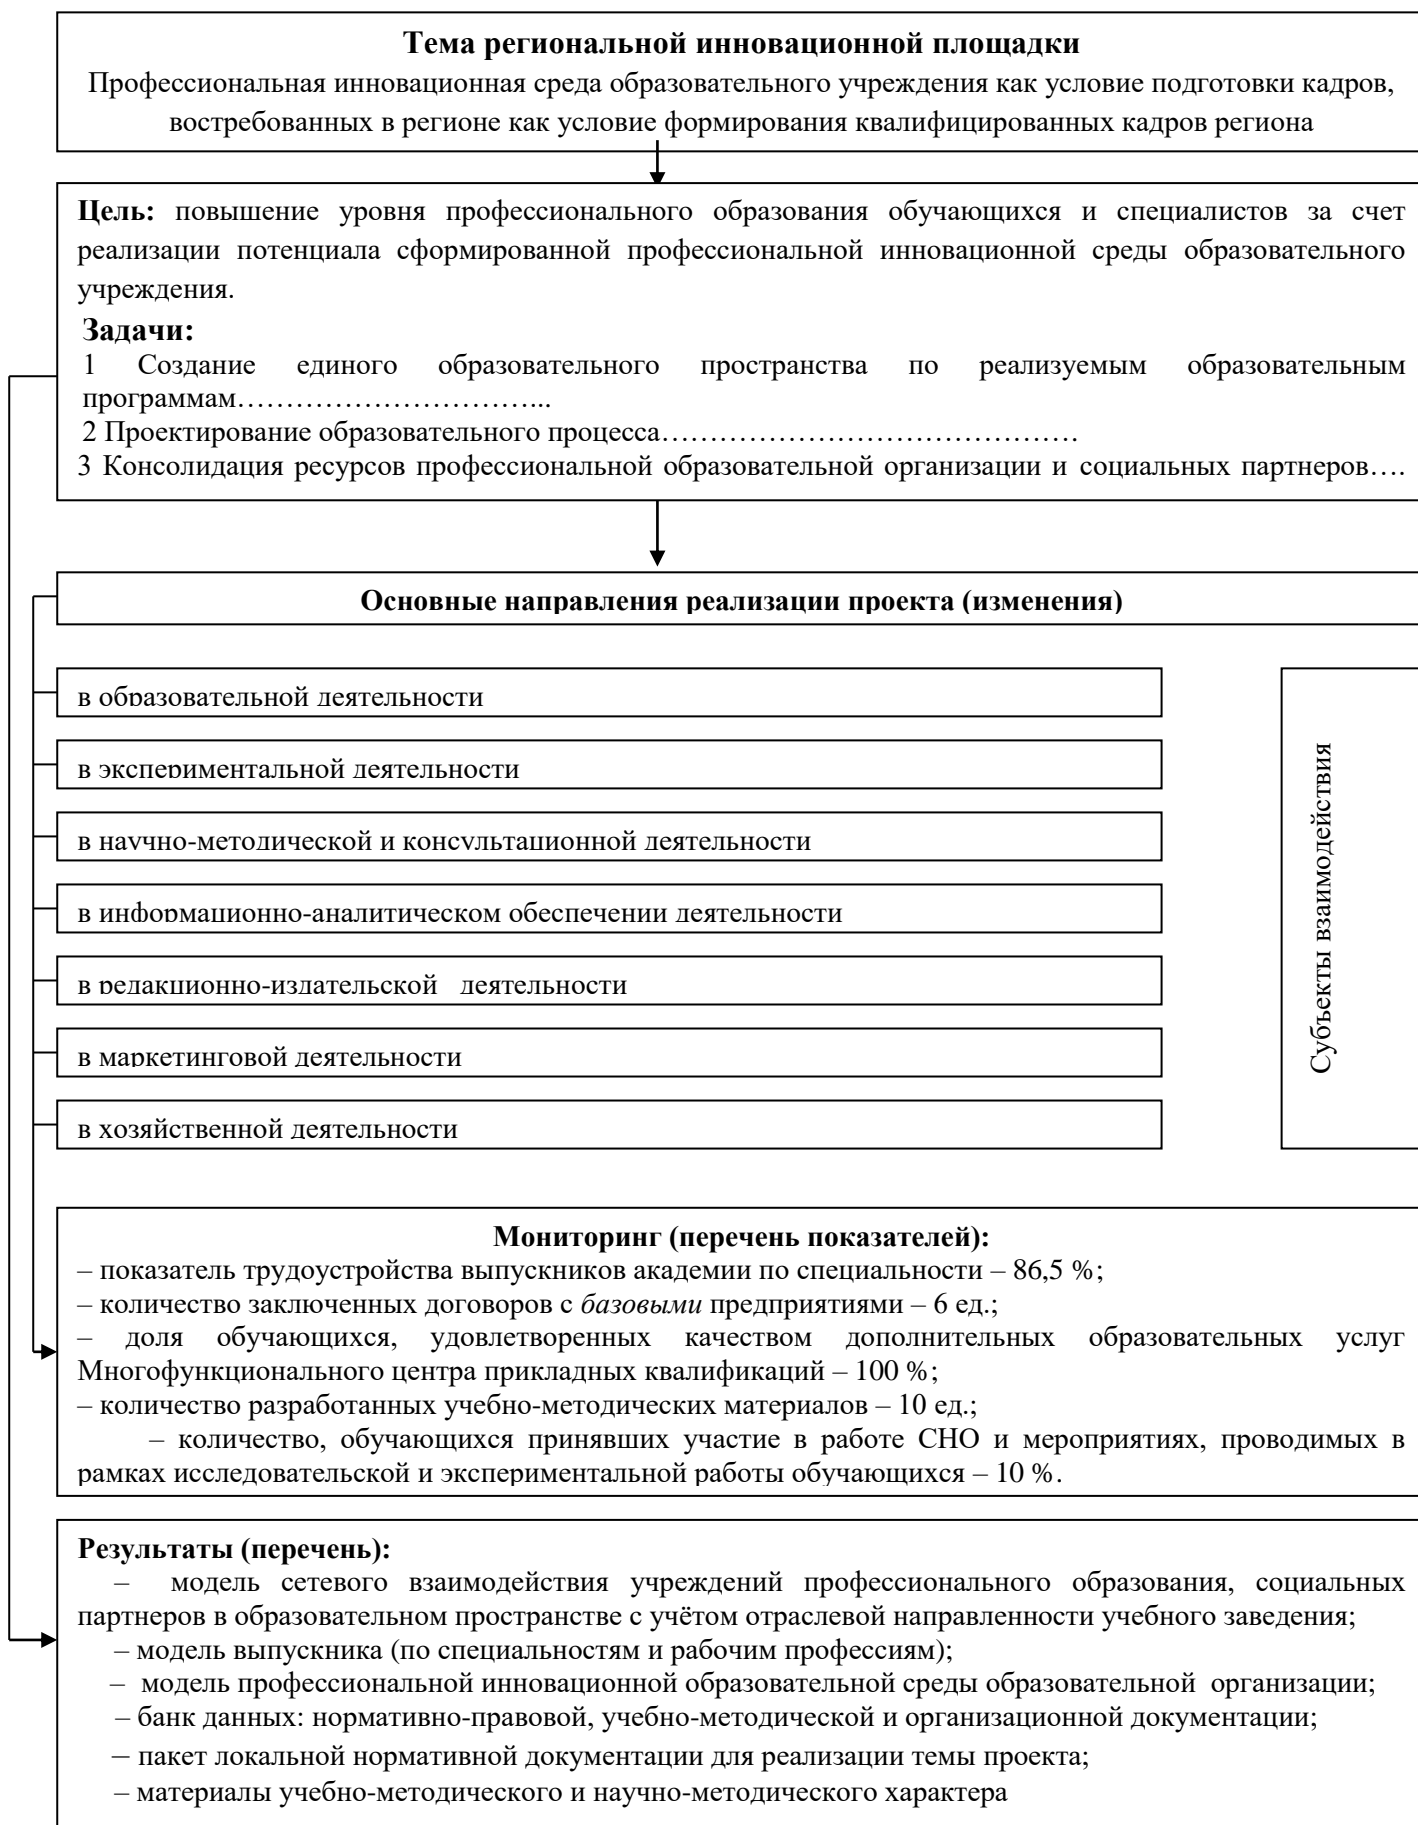 Тема региональной инновационной площадки
Профессиональная инновационная среда образовательного учреждения как условие подготовки кадров,
востребованных в регионе как условие формирования квалифицированных кадров региона
Цель: повышение уровня профессионального образования обучающихся и специалистов за счет
реализации потенциала сформированной профессиональной инновационной среды образовательного
учреждения.
Задачи:
1 Создание единого образовательного пространства по реализуемым образовательным
программам……………………………...
2 Проектирование образовательного процесса…………………………………….
3 Консолидация ресурсов профессиональной образовательной организации и социальных партнеров….
Основные направления реализации проекта (изменения)
в образовательной деятельности
в экспериментальной деятельности
в научно-методической и консультационной деятельности
в информационно-аналитическом обеспечении деятельности
в редакционно-издательской деятельности
в маркетинговой деятельности
в хозяйственной деятельности
Субъекты взаимодействия
Мониторинг (перечень показателей):
– показатель трудоустройства выпускников академии по специальности – 86,5 %;
– количество заключенных договоров с базовыми предприятиями – 6 ед.;
– доля обучающихся, удовлетворенных качеством дополнительных образовательных услуг
Многофункционального центра прикладных квалификаций – 100 %;
– количество разработанных учебно-методических материалов – 10 ед.;
– количество, обучающихся принявших участие в работе СНО и мероприятиях, проводимых в
рамках исследовательской и экспериментальной работы обучающихся – 10 %.
Результаты (перечень):
– модель сетевого взаимодействия учреждений профессионального образования, социальных
партнеров в образовательном пространстве с учётом отраслевой направленности учебного заведения;
– модель выпускника (по специальностям и рабочим профессиям);
– модель профессиональной инновационной образовательной среды образовательной организации;
– банк данных: нормативно-правовой, учебно-методической и организационной документации;
– пакет локальной нормативной документации для реализации темы проекта;
– материалы учебно-методического и научно-методического характера